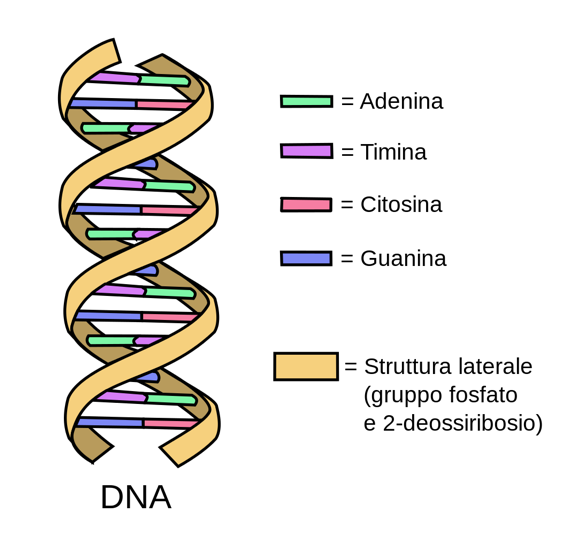 = Adenina
= Timina
= Citosina
= Guanina
= Struttura laterale
(gruppo fosfato
e 2-deossiribosio)
DNA